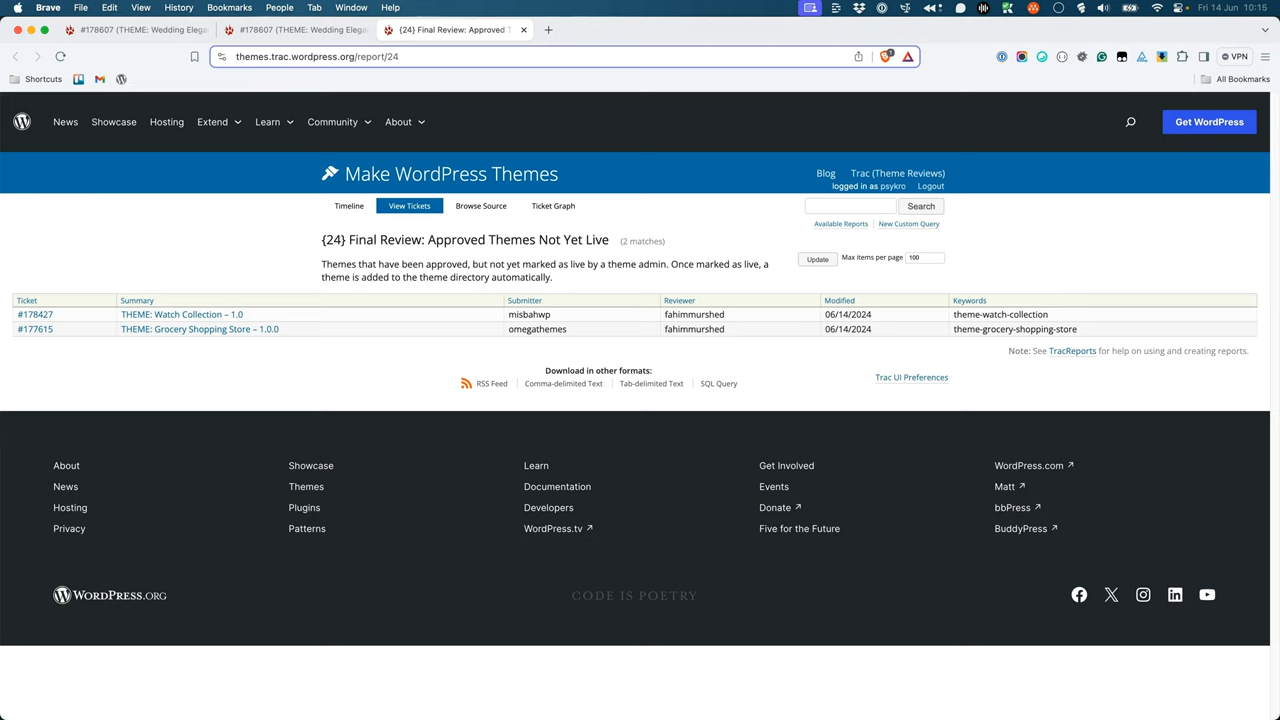 Brave File Edit View History Bookmarks People Tab Window Help Fri 14 Jun 10:15
#178607 (THEME: Wedding Elega #178607 (THEME: Wedding Elega {24} Final Review: Approved T
themes.trac.wordpress.org/report/24 1 VPN
Shortcuts All Bookmarks
News Showcase Hosting Extend Learn Community About Get WordPress
Make WordPress Themes Blog Trac (Theme Reviews)
logged in as psykro Logout
Timeline View Tickets Browse Source Ticket Graph Search
Available Reports New Custom Query
{24} Final Review: Approved Themes Not Yet Live (2 matches)
Update Max items per page 100
Themes that have been approved, but not yet marked as live by a theme admin. Once marked as live, a
theme is added to the theme directory automatically.
Ticket Summary Submitter Reviewer Modified Keywords
#178427 THEME: Watch Collection – 1.0 misbahwp fahimmurshed 06/14/2024 theme-watch-collection
#177615 THEME: Grocery Shopping Store – 1.0.0 omegathemes fahimmurshed 06/14/2024 theme-grocery-shopping-store
Note: See TracReports for help on using and creating reports.
Download in other formats:
RSS Feed Comma-delimited Text Tab-delimited Text SQL Query
Trac UI Preferences
About Showcase Learn Get Involved WordPress.com ↗
News Themes Documentation Events Matt ↗
Hosting Plugins Developers Donate ↗ bbPress ↗
Privacy Patterns WordPress.tv ↗ Five for the Future BuddyPress ↗
WORDPRESS.ORG CODE IS POETRY